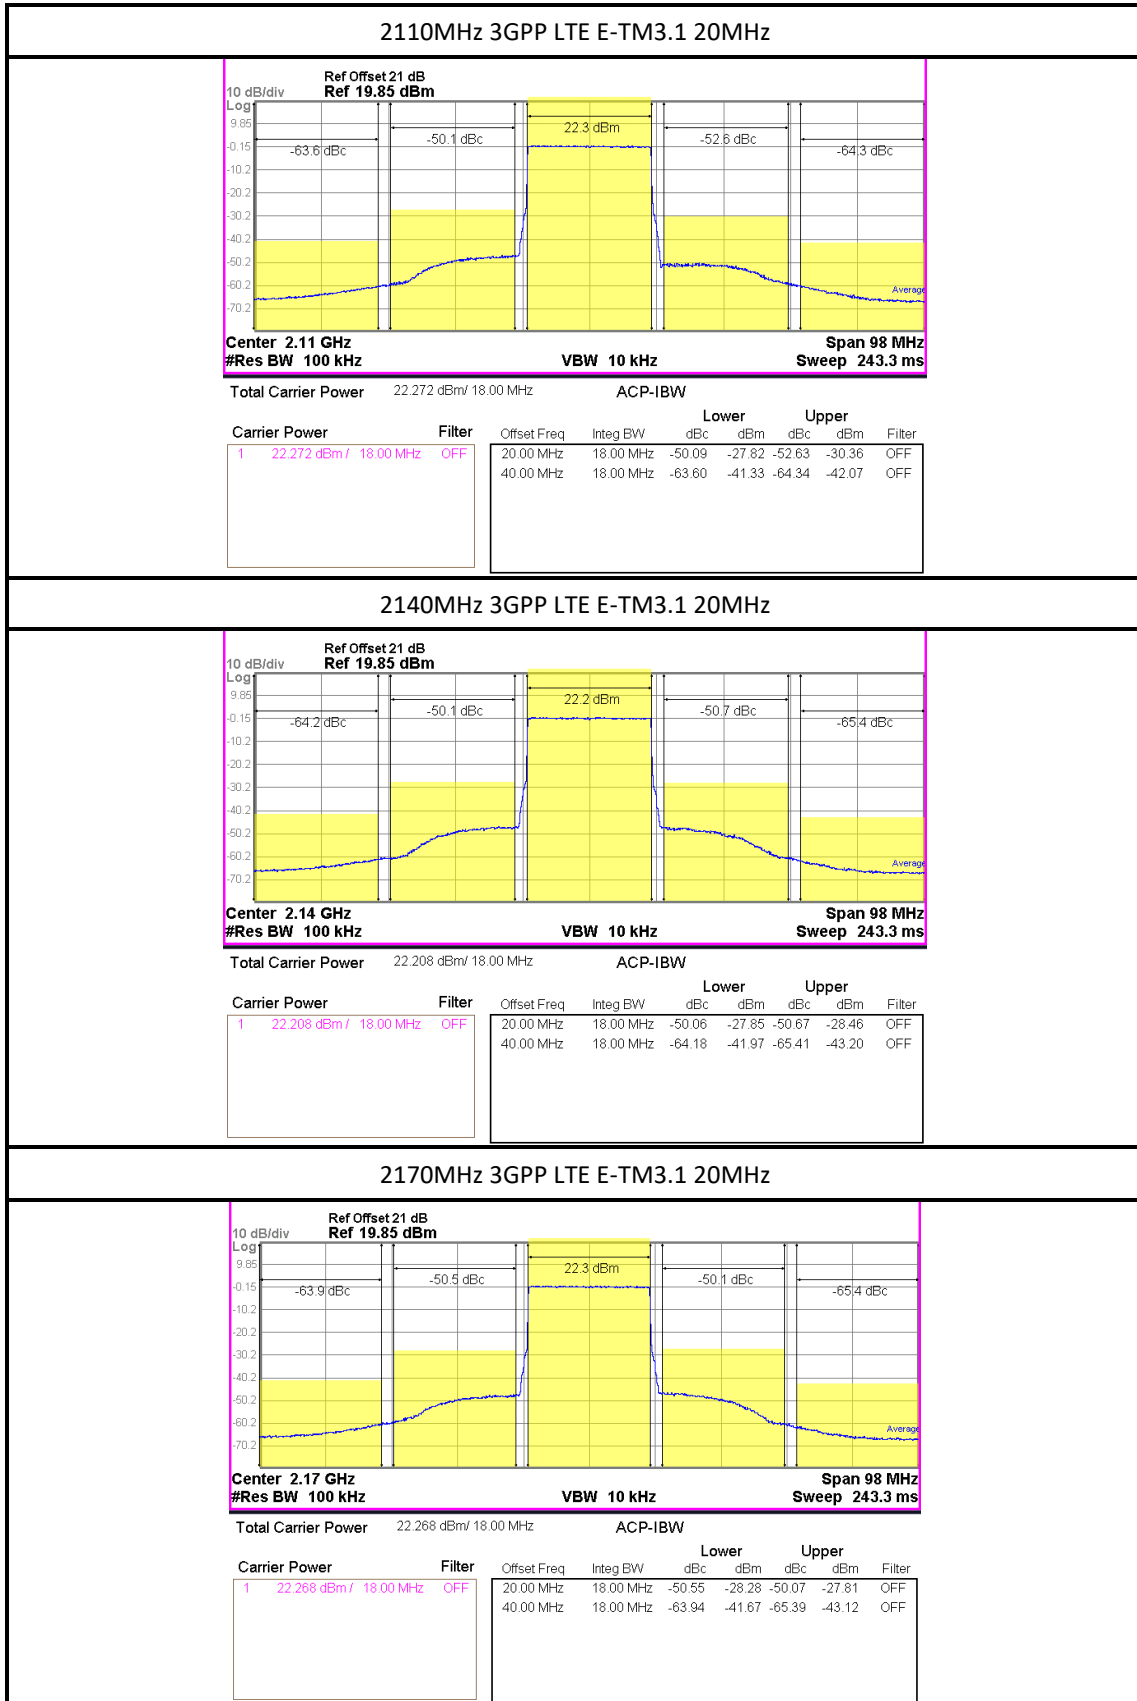 2110MHz 3GPP LTE E-TM3.1 20MHz
Ref Offset 21 dB
10 dB/div Ref 19.85 dBm
Log
9.85
22.3 dBm
-50.1 dBc -52.6 dBc
-0.15
-63.6 dBc -64.3 dBc
-10.2
-20.2
-30.2
-40.2
-50.2
-60.2
Average
-70.2
Center 2.11 GHz Span 98 MHz
#Res BW 100 kHz VBW 10 kHz Sweep 243.3 ms
Total Carrier Power 22.272 dBm/ 18.00 MHz ACP-IBW
Lower Upper
Carrier Power Filter Offset Freq Integ BW dBc dBm dBc dBm Filter
1 22.272 dBm / 18.00 MHz OFF 20.00 MHz 18.00 MHz -50.09 -27.82 -52.63 -30.36 OFF
40.00 MHz 18.00 MHz -63.60 -41.33 -64.34 -42.07 OFF
2140MHz 3GPP LTE E-TM3.1 20MHz
Ref Offset 21 dB
10 dB/div Ref 19.85 dBm
Log
9.85
22.2 dBm
-50.1 dBc -50.7 dBc
-0.15
-64.2 dBc -65.4 dBc
-10.2
-20.2
-30.2
-40.2
-50.2
-60.2
Average
-70.2
Center 2.14 GHz Span 98 MHz
#Res BW 100 kHz VBW 10 kHz Sweep 243.3 ms
Total Carrier Power 22.208 dBm/ 18.00 MHz ACP-IBW
Lower Upper
Carrier Power Filter Offset Freq Integ BW dBc dBm dBc dBm Filter
1 22.208 dBm / 18.00 MHz OFF 20.00 MHz 18.00 MHz -50.06 -27.85 -50.67 -28.46 OFF
40.00 MHz 18.00 MHz -64.18 -41.97 -65.41 -43.20 OFF
2170MHz 3GPP LTE E-TM3.1 20MHz
Ref Offset 21 dB
10 dB/div Ref 19.85 dBm
Log
9.85
22.3 dBm
-50.5 dBc -50.1 dBc
-0.15
-63.9 dBc -65.4 dBc
-10.2
-20.2
-30.2
-40.2
-50.2
-60.2
Average
-70.2
Center 2.17 GHz Span 98 MHz
#Res BW 100 kHz VBW 10 kHz Sweep 243.3 ms
Total Carrier Power 22.268 dBm/ 18.00 MHz ACP-IBW
Lower Upper
Carrier Power Filter Offset Freq Integ BW dBc dBm dBc dBm Filter
1 22.268 dBm / 18.00 MHz OFF 20.00 MHz 18.00 MHz -50.55 -28.28 -50.07 -27.81 OFF
40.00 MHz 18.00 MHz -63.94 -41.67 -65.39 -43.12 OFF